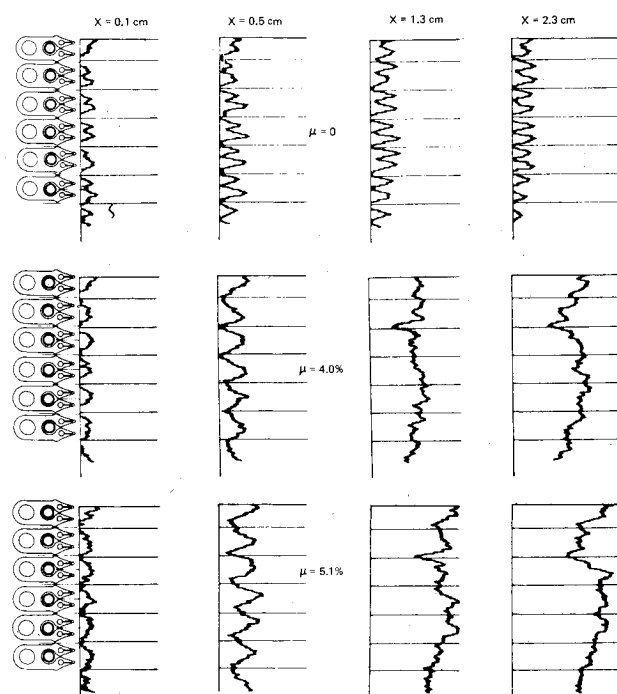 X = 0.1 cm
X = 0.5 cm
X = 1.3 cm
X = 2.3 cm
μ = 0
μ = 4.0%
μ = 5.1%